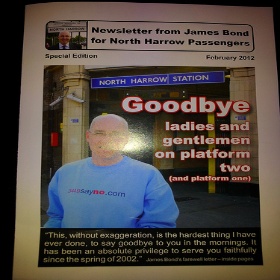 Newsletter from James Bond
for North Harrow Passengers
Special Edition
February 2012
NORTH HARROW STATION
Goodbye
ladies and
gentlemen
on platform
two
(and platform one)
justsayno.com
"This, without exaggeration, is the hardest thing I have
ever done, to say goodbye to you in the mornings. It
has been an absolute privilege to serve you faithfully
since the spring of 2002." James Bond's farewell letter – inside pages